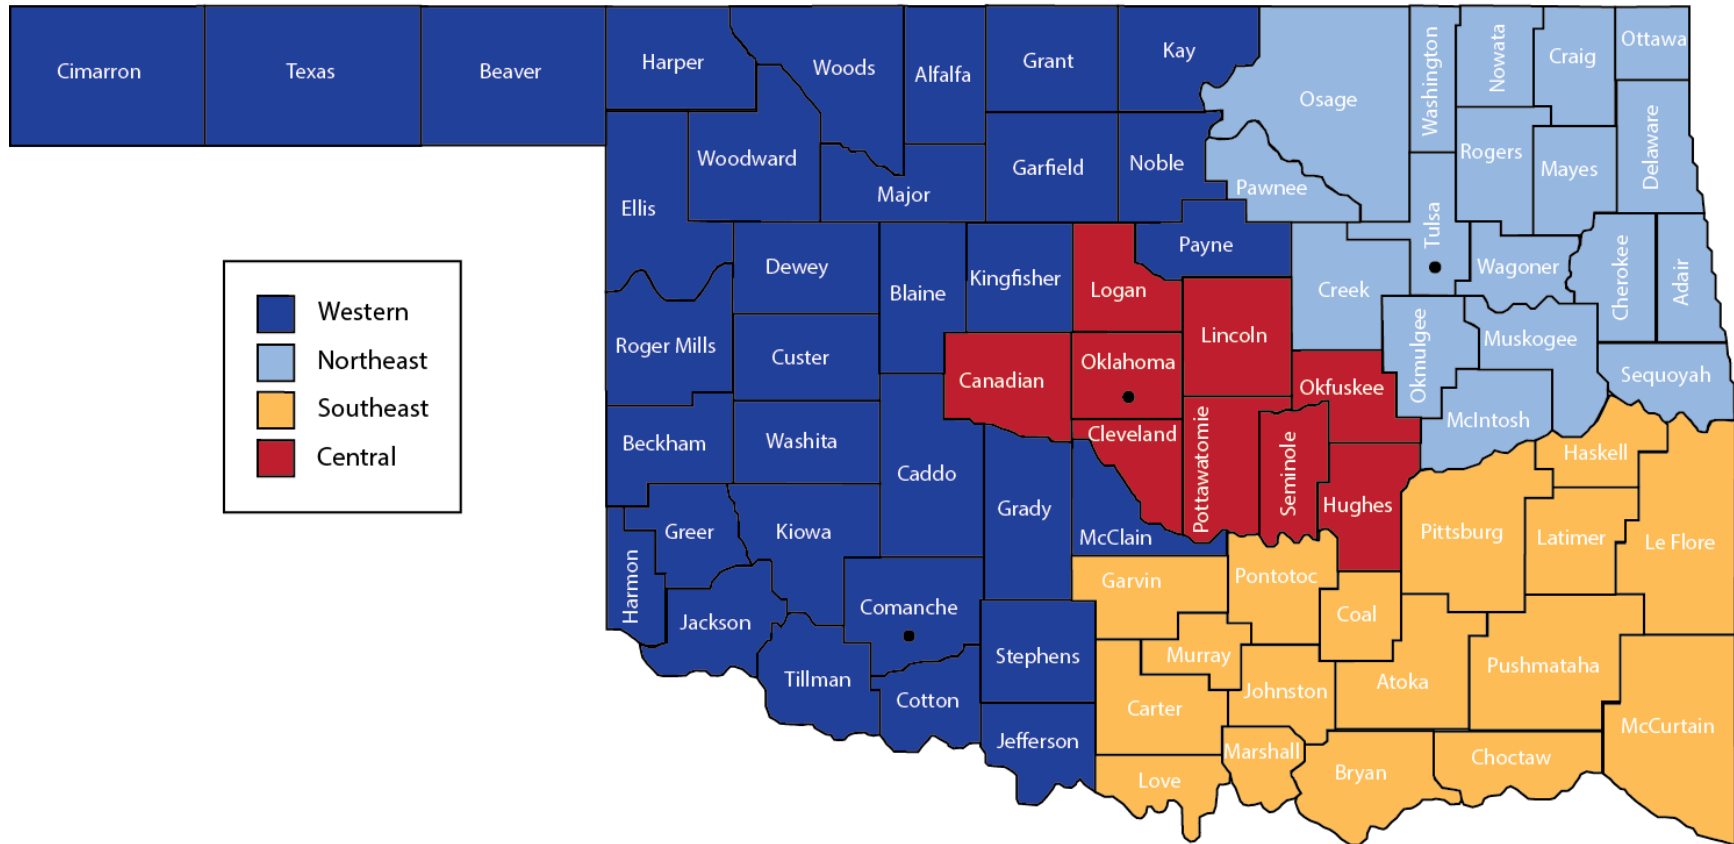 Cimarron
Texas
Beaver
Harper
Woods
Alfalfa
Grant
Kay
Osage
Washington
Nowata
Craig
Ottawa
Ellis
Woodward
Major
Garfield
Noble
Pawnee
Rogers
Mayes
Delaware
Dewey
Blaine
Kingfisher
Logan
Payne
Creek
Tulsa
Wagoner
Cherokee
Adair
Western
Northeast
Southeast
Central
Roger Mills
Custer
Canadian
Oklahoma
Lincoln
Okfuskee
Okmulgee
Muskogee
Sequoyah
Beckham
Washita
Caddo
Grady
Cleveland
Pottawatomie
Seminole
Hughes
McIntosh
Haskell
Harmon
Greer
Kiowa
McClain
Pittsburg
Latimer
Le Flore
Jackson
Comanche
Garvin
Pontotoc
Coal
Tillman
Cotton
Stephens
Murray
Johnston
Atoka
Pushmataha
Jefferson
Carter
Love
Marshall
Bryan
Choctaw
McCurtain